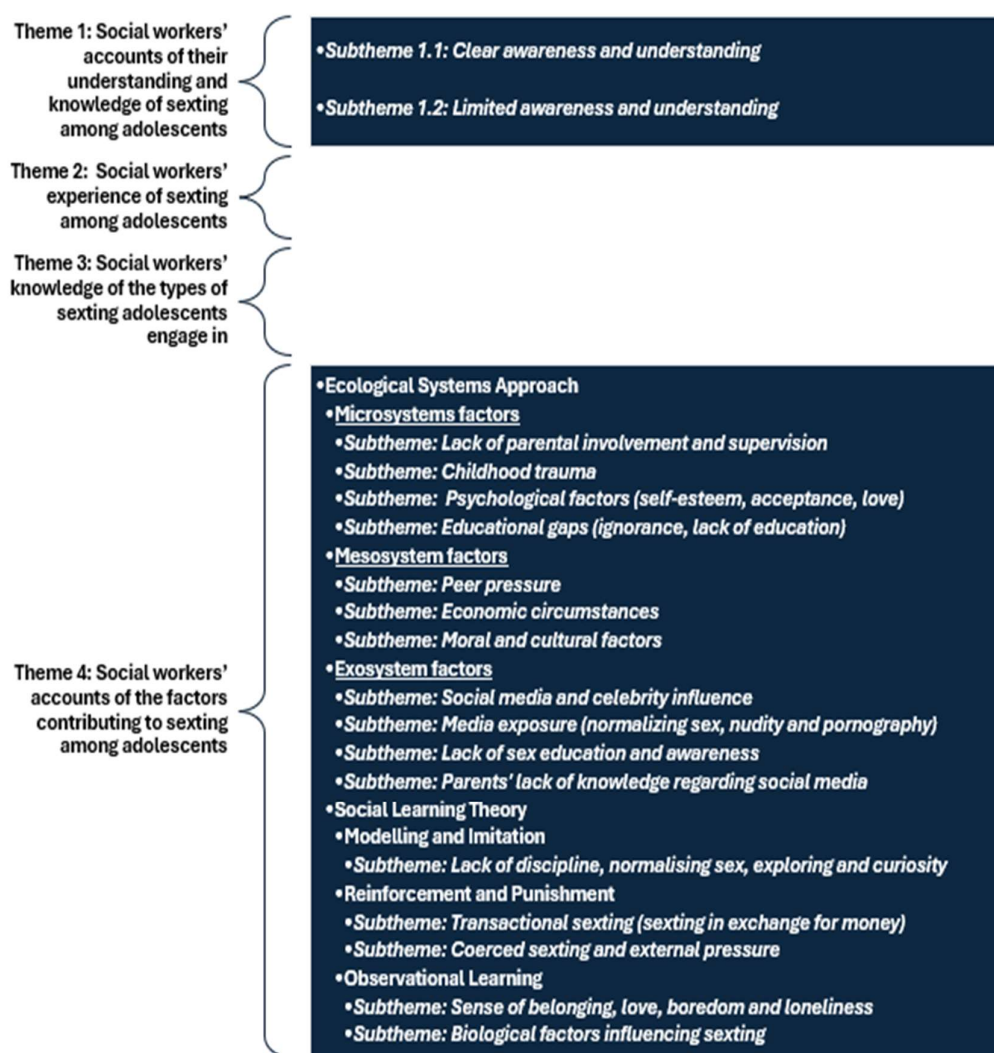 Theme 1: Social workers'
accounts of their
understanding and
knowledge of sexting
among adolescents
•Subtheme 1.1: Clear awareness and understanding
•Subtheme 1.2: Limited awareness and understanding
Theme 2:  Social workers'
experience of sexting
among adolescents
Theme 3: Social workers'
knowledge of the types of
sexting adolescents
engage in
Theme 4: Social workers'
accounts of the factors
contributing to sexting
among adolescents
•Ecological Systems Approach
•Microsystems factors
•Subtheme: Lack of parental involvement and supervision
•Subtheme: Childhood trauma
•Subtheme:  Psychological factors (self-esteem, acceptance, love)
•Subtheme: Educational gaps (ignorance, lack of education)
•Mesosystem factors
•Subtheme: Peer pressure
•Subtheme: Economic circumstances
•Subtheme: Moral and cultural factors
•Exosystem factors
•Subtheme: Social media and celebrity influence
•Subtheme: Media exposure (normalizing sex, nudity and pornography)
•Subtheme: Lack of sex education and awareness
•Subtheme: Parents' lack of knowledge regarding social media
•Social Learning Theory
•Modelling and Imitation
•Subtheme: Lack of discipline, normalising sex, exploring and curiosity
•Reinforcement and Punishment
•Subtheme: Transactional sexting (sexting in exchange for money)
•Subtheme: Coerced sexting and external pressure
•Observational Learning
•Subtheme: Sense of belonging, love, boredom and loneliness
•Subtheme: Biological factors influencing sexting